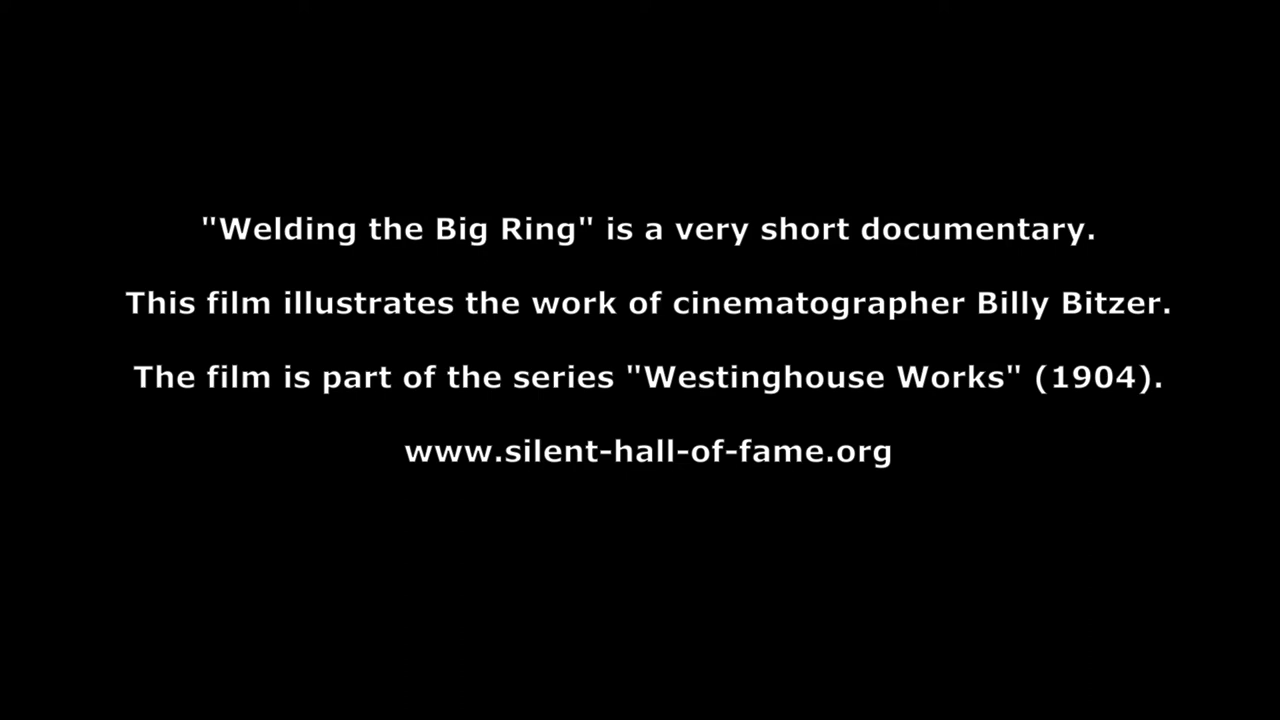 "Welding the Big Ring" is a very short documentary.
This film illustrates the work of cinematographer Billy Bitzer.
The film is part of the series "Westinghouse Works" (1904).
www.silent-hall-of-fame.org